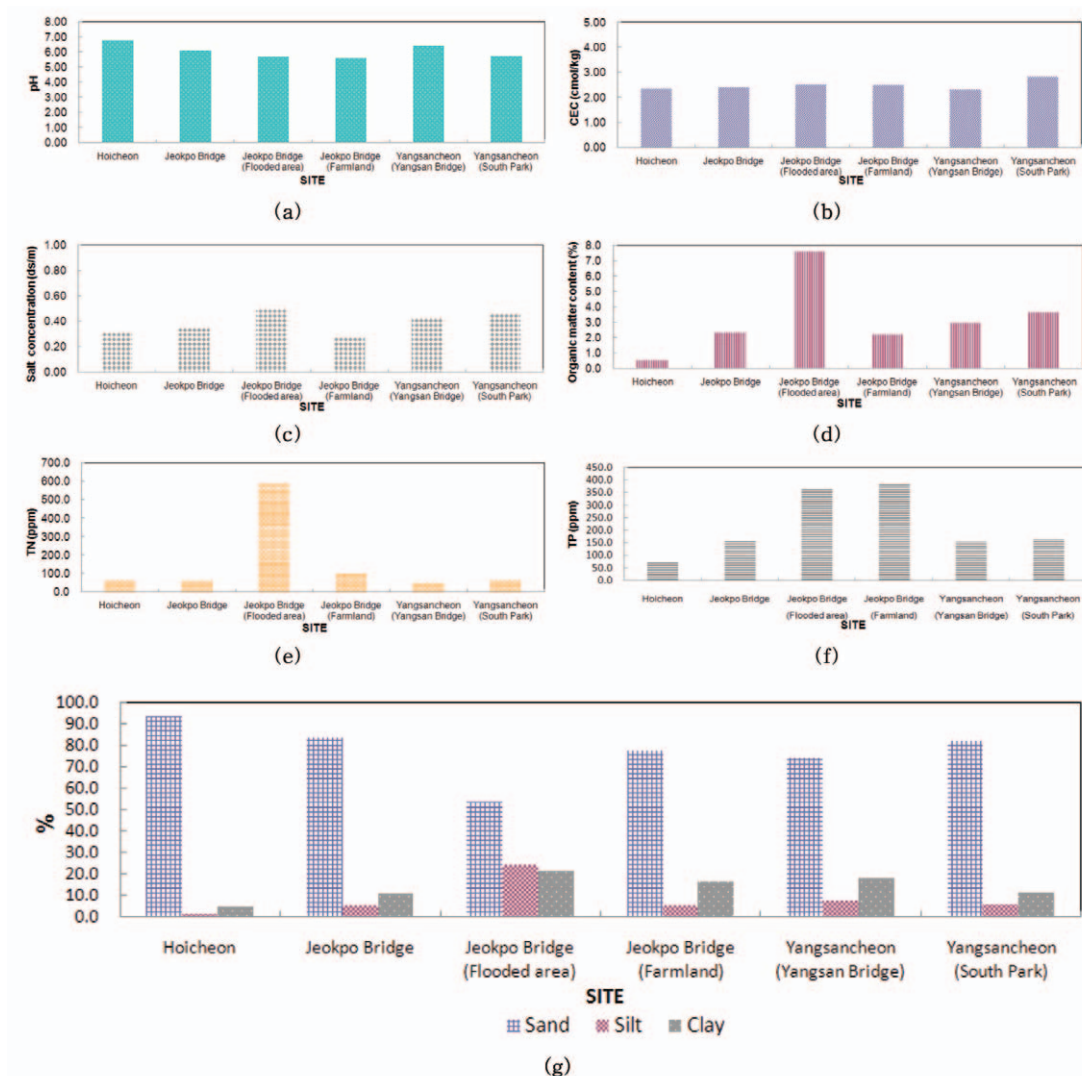 8.00
7.00
6.00
5.00
4.00
3.00
2.00
1.00
0.00
pH
Hoicheon
Jeokpo Bridge
Jeokpo Bridge
(Flooded area)
Jeokpo Bridge
(Farmland)
Yangsancheon
(Yangsan Bridge)
Yangsancheon
(South Park)
SITE
(a)
5.00
4.00
3.00
2.00
1.00
0.00
CEC (cmol/kg)
Hoicheon
Jeokpo Bridge
Jeokpo Bridge
(Flooded area)
Jeokpo Bridge
(Farmland)
Yangsancheon
(Yangsan Bridge)
Yangsancheon
(South Park)
SITE
(b)
1.00
0.80
0.60
0.40
0.20
0.00
Salt concentration(ds/m)
Hoicheon
Jeokpo Bridge
Jeokpo Bridge
(Flooded area)
Jeokpo Bridge
(Farmland)
Yangsancheon
(Yangsan Bridge)
Yangsancheon
(South Park)
SITE
(c)
8.0
7.0
6.0
5.0
4.0
3.0
2.0
1.0
0.0
Organic matter content (%)
Hoicheon
Jeokpo Bridge
Jeokpo Bridge
(Flooded area)
Jeokpo Bridge
(Farmland)
Yangsancheon
(Yangsan Bridge)
Yangsancheon
(South Park)
SITE
(d)
700.0
600.0
500.0
400.0
300.0
200.0
100.0
0.0
TN(ppm)
Hoicheon
Jeokpo Bridge
Jeokpo Bridge
(Flooded area)
Jeokpo Bridge
(Farmland)
Yangsancheon
(Yangsan Bridge)
Yangsancheon
(South Park)
SITE
(e)
450.0
400.0
350.0
300.0
250.0
200.0
150.0
100.0
50.0
0.0
TP(ppm)
Hoicheon
Jeokpo Bridge
Jeokpo Bridge
(Flooded area)
Jeokpo Bridge
(Farmland)
Yangsancheon
(Yangsan Bridge)
Yangsancheon
(South Park)
SITE
(f)
100.0
90.0
80.0
70.0
60.0
50.0
40.0
30.0
20.0
10.0
0.0
%
Hoicheon
Jeokpo Bridge
Jeokpo Bridge
(Flooded area)
Jeokpo Bridge
(Farmland)
Yangsancheon
(Yangsan Bridge)
Yangsancheon
(South Park)
SITE
Sand Silt Clay
(g)